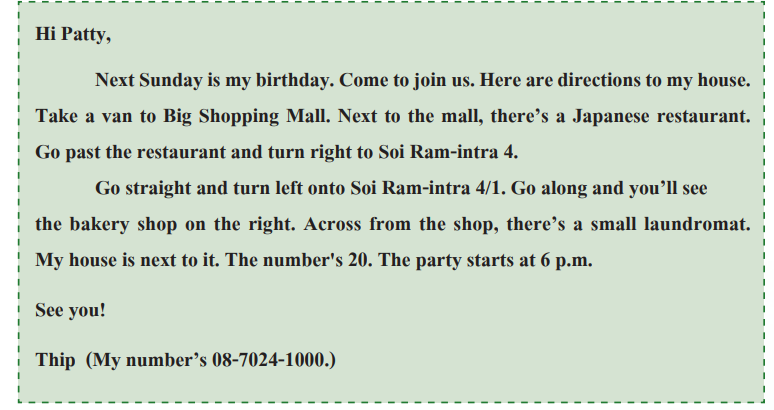 Hi Patty,
Next Sunday is my birthday. Come to join us. Here are directions to my house.
Take a van to Big Shopping Mall. Next to the mall, there’s a Japanese restaurant.
Go past the restaurant and turn right to Soi Ram-intra 4.
Go straight and turn left onto Soi Ram-intra 4/1. Go along and you’ll see
the bakery shop on the right. Across from the shop, there’s a small laundromat.
My house is next to it. The number's 20. The party starts at 6 p.m.
See you!
Thip (My number’s 08-7024-1000.)